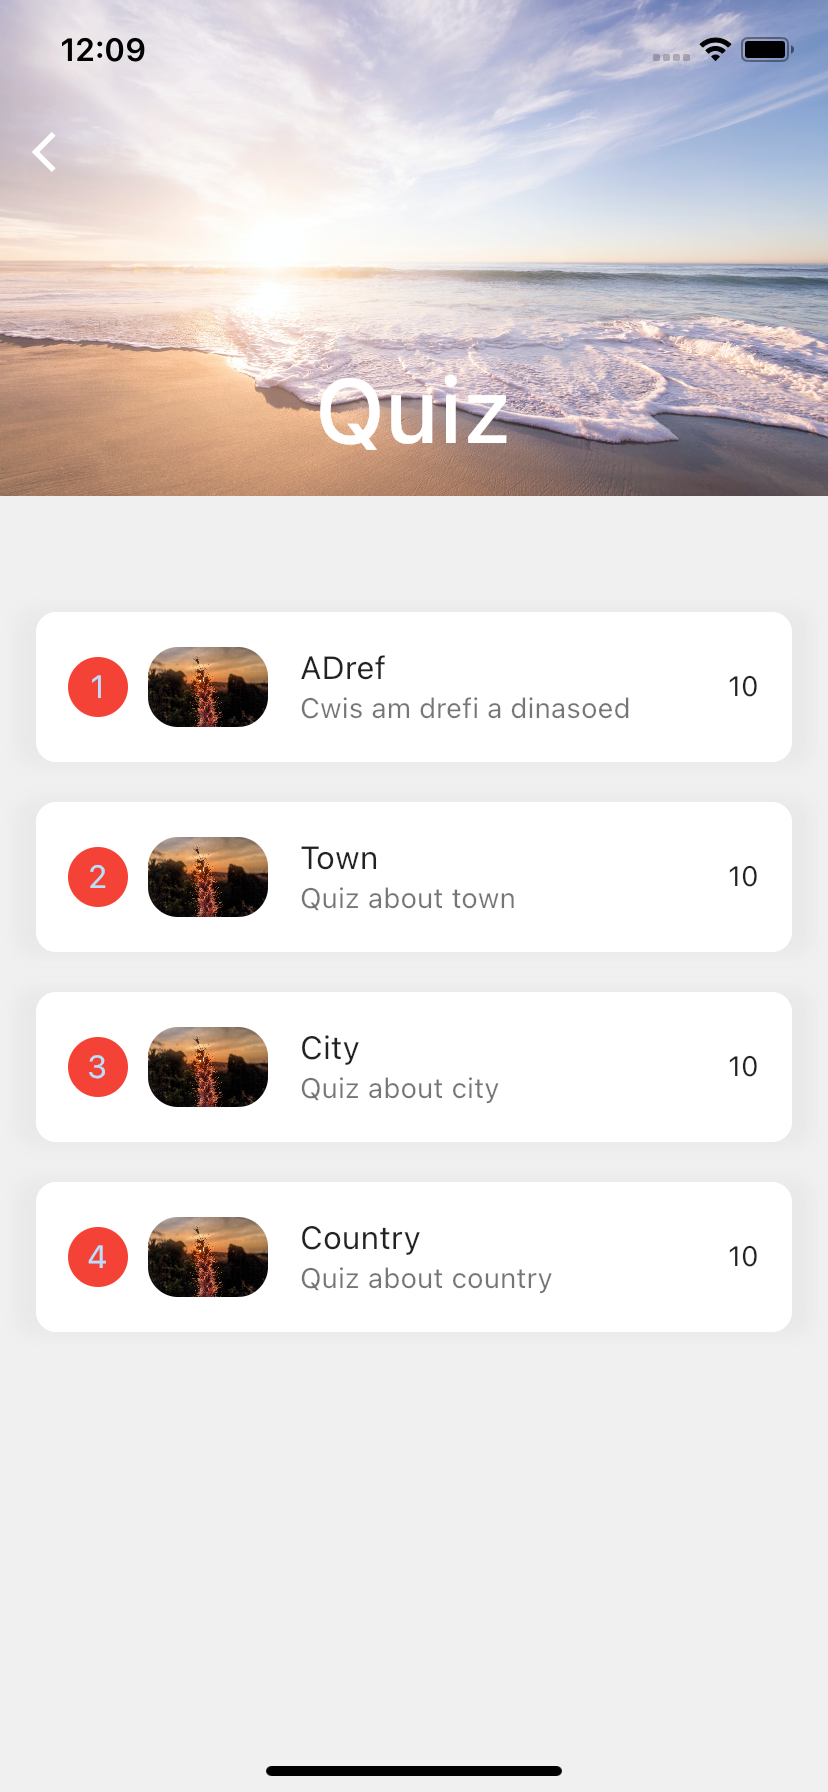 12:09
Quiz
1
ADref
Cwis am drefi a dinasoed
10
2
Town
Quiz about town
10
3
City
Quiz about city
10
4
Country
Quiz about country
10